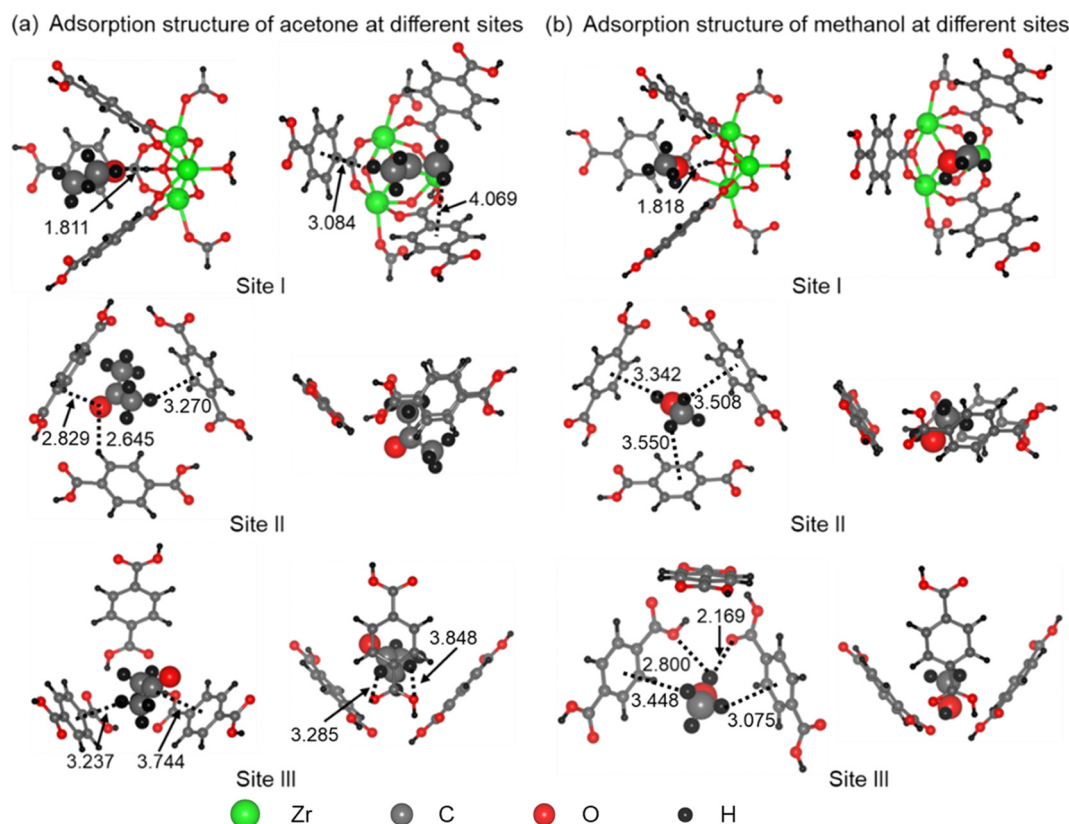 (a) Adsorption structure of acetone at different sites
(b) Adsorption structure of methanol at different sites
1.811
3.084
4.069
Site I
1.818
Site I
2.829
2.645
3.270
Site II
3.342
3.508
3.550
Site II
3.237
3.744
3.285
3.848
Site III
2.169
2.800
3.448
3.075
Site III
Zr C O H